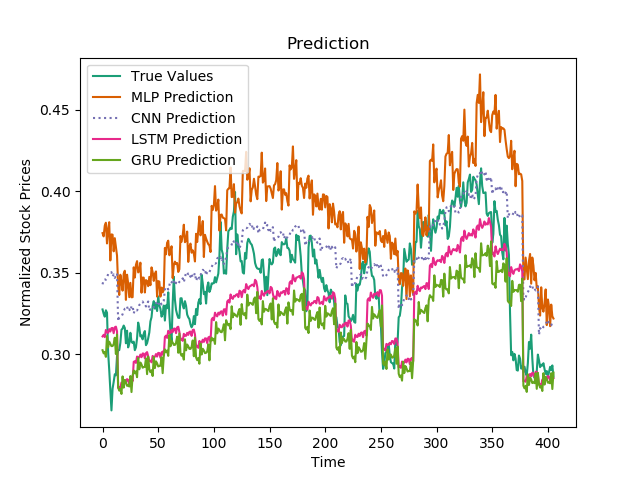 Prediction
True Values
MLP Prediction
CNN Prediction
LSTM Prediction
GRU Prediction
Normalized Stock Prices
0.45
0.40
0.35
0.30
0 50 100 150 200 250 300 350 400
Time